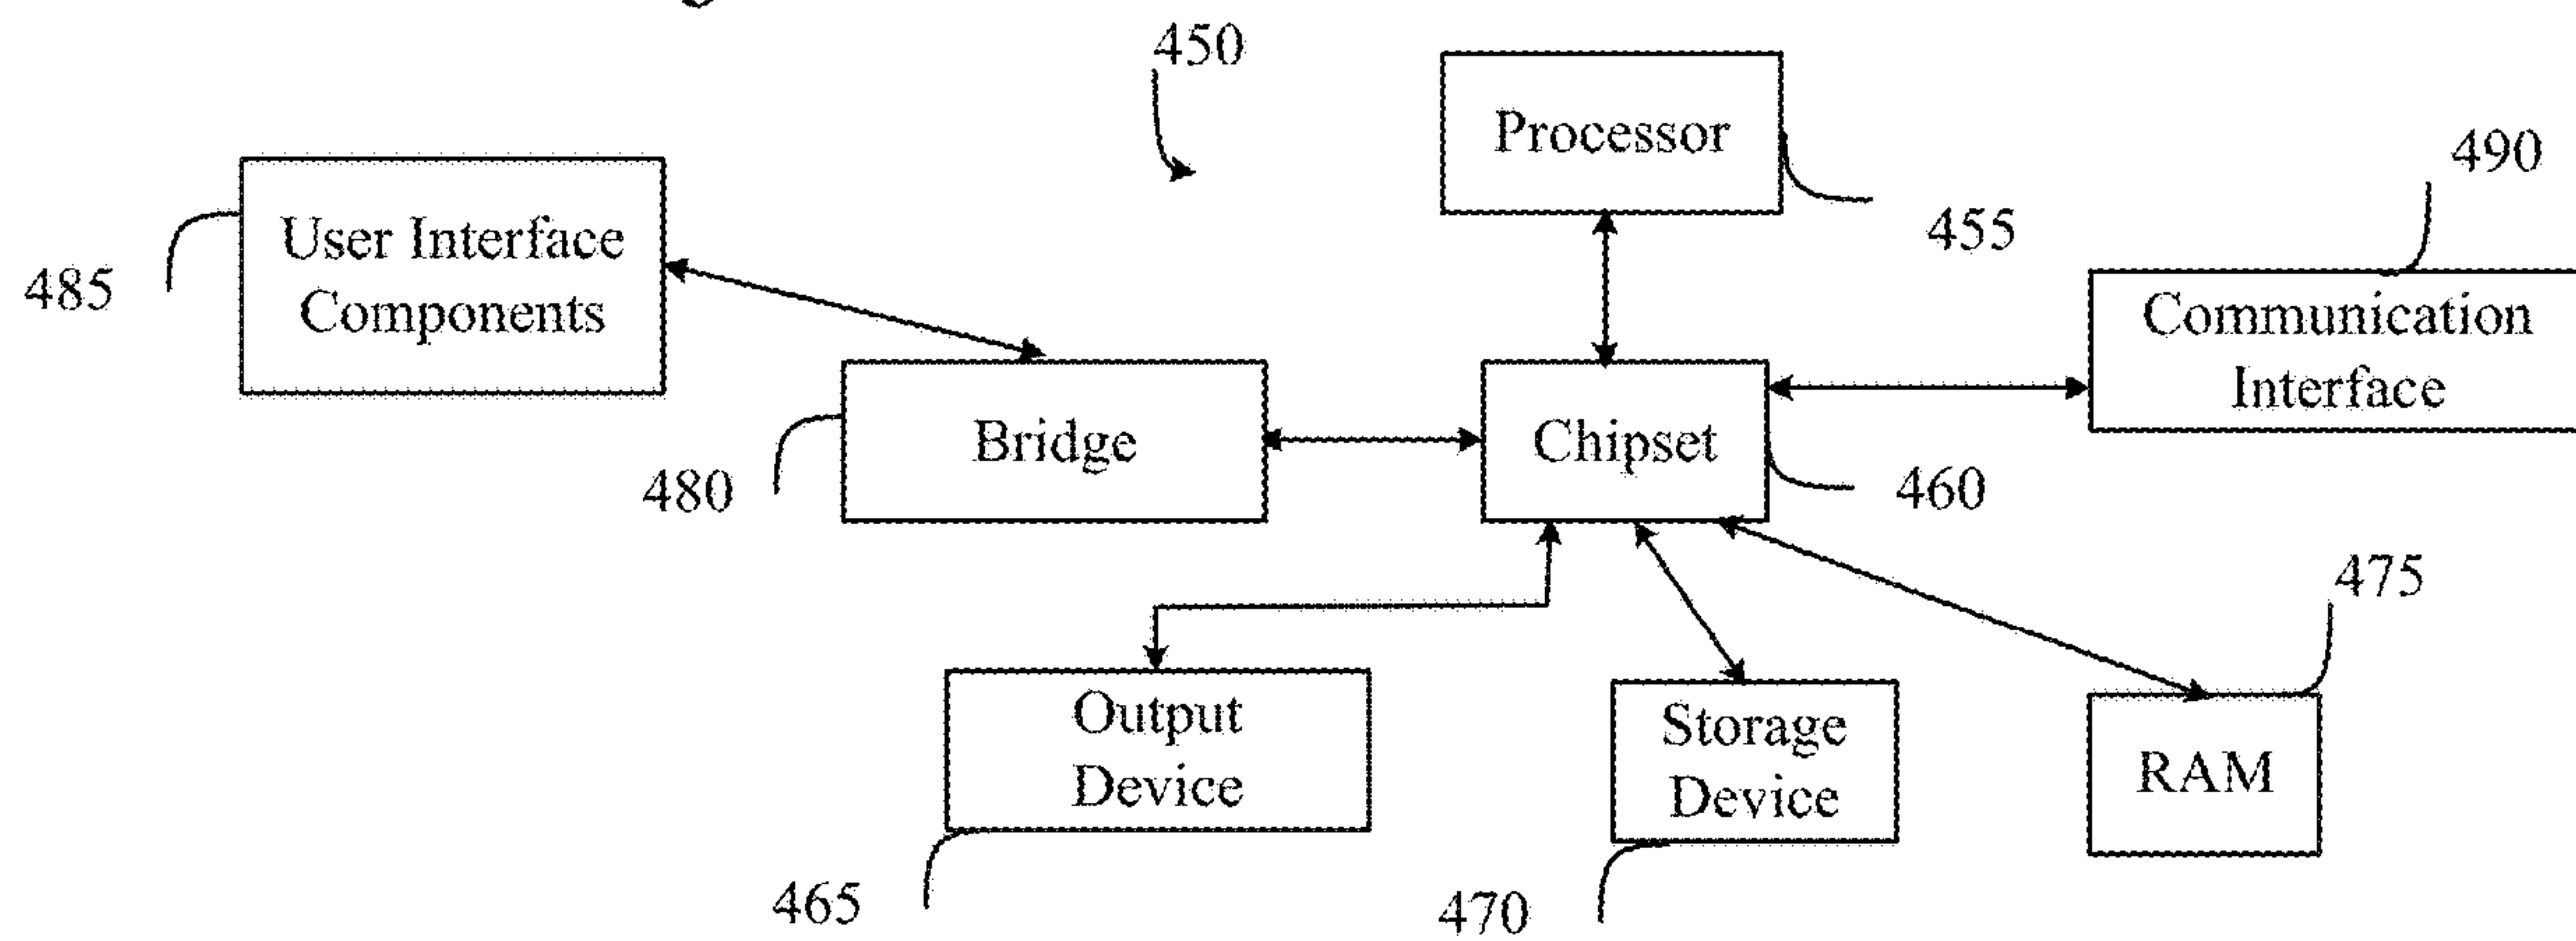 450
Processor
490
455
User Interface
Components
485
Communication
Interface
Bridge
480
Chipset
460
475
Output
Device
465
Storage
Device
470
RAM